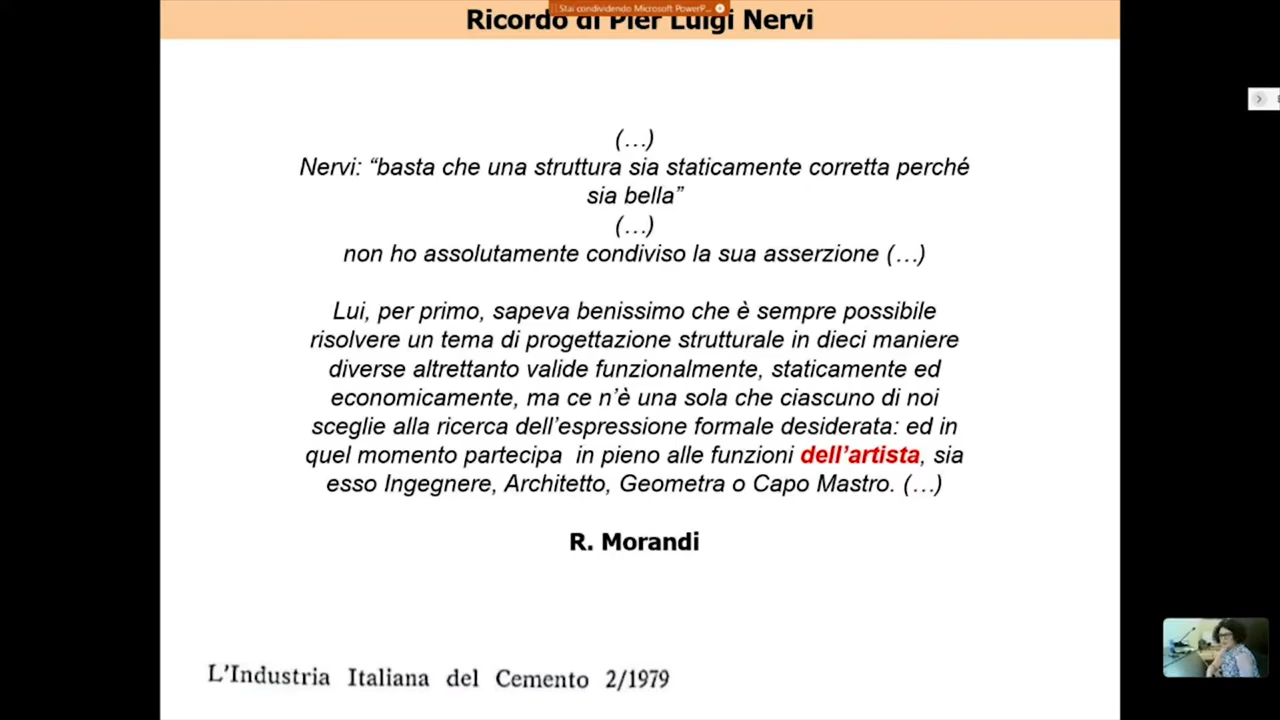 Stai condividendo Microsoft PowerP...
Ricordo di Pier Luigi Nervi
(…)
Nervi: “basta che una struttura sia staticamente corretta perché
sia bella”
(…)
non ho assolutamente condiviso la sua asserzione (…)
Lui, per primo, sapeva benissimo che è sempre possibile
risolvere un tema di progettazione strutturale in dieci maniere
diverse altrettanto valide funzionalmente, staticamente ed
economicamente, ma ce n’è una sola che ciascuno di noi
sceglie alla ricerca dell’espressione formale desiderata: ed in
quel momento partecipa in pieno alle funzioni dell’artista, sia
esso Ingegnere, Architetto, Geometra o Capo Mastro. (…)
R. Morandi
L’Industria Italiana del Cemento 2/1979